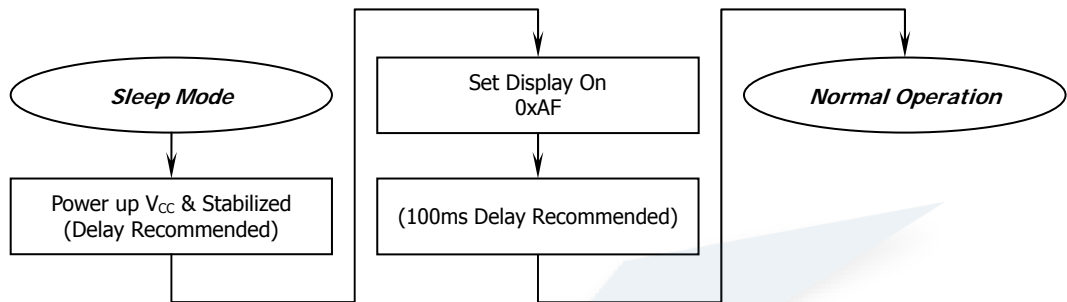 Sleep Mode
Power up VCC & Stabilized
(Delay Recommended)
Set Display On
0xAF
(100ms Delay Recommended)
Normal Operation